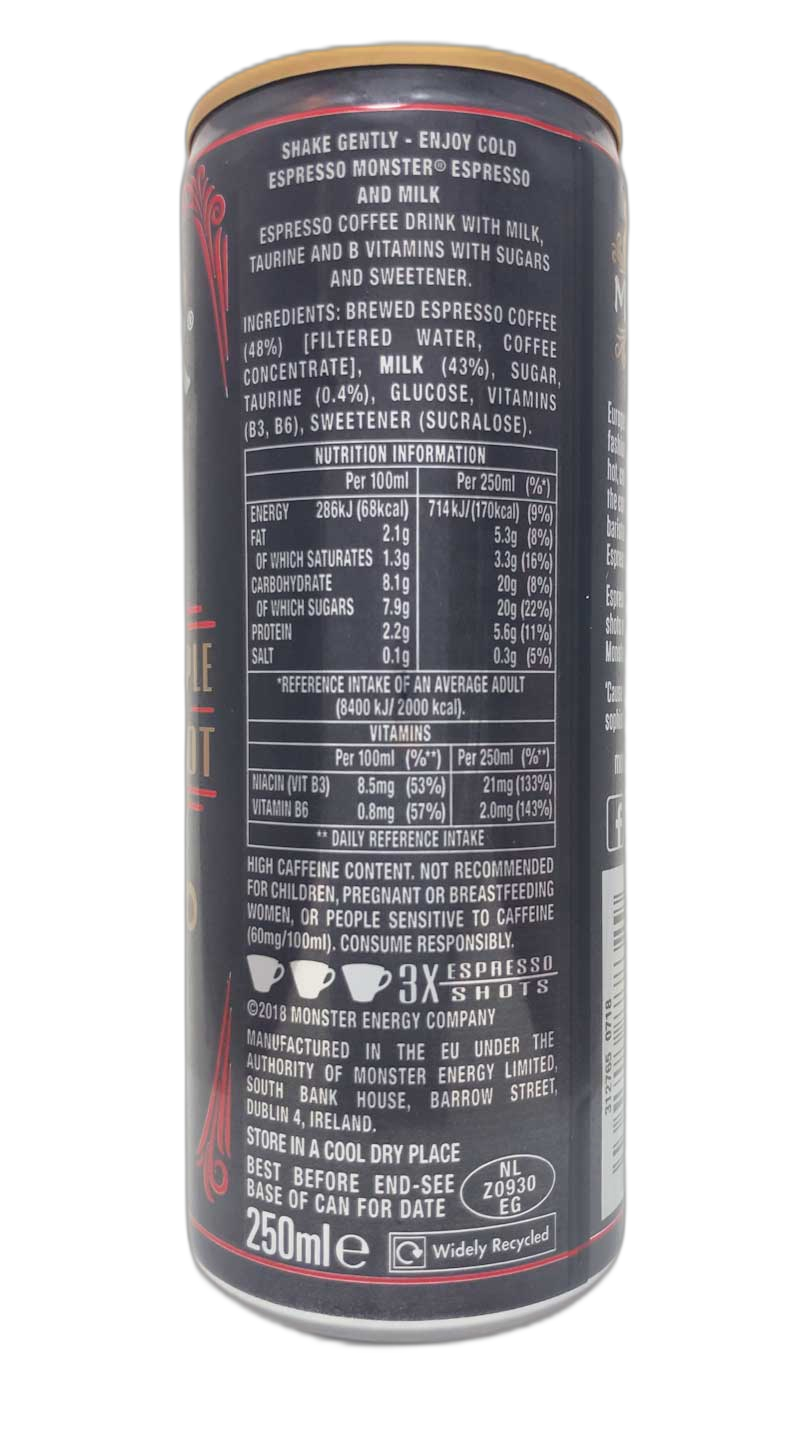 SHAKE GENTLY - ENJOY COLD
ESPRESSO MONSTER® ESPRESSO
AND MILK
ESPRESSO COFFEE DRINK WITH MILK,
TAURINE AND B VITAMINS WITH SUGARS
AND SWEETENER.
INGREDIENTS: BREWED ESPRESSO COFFEE
(48%) [FILTERED WATER, COFFEE
CONCENTRATE], MILK (43%), SUGAR,
TAURINE (0.4%), GLUCOSE, VITAMINS
(B3, B6), SWEETENER (SUCRALOSE).
NUTRITION INFORMATION
Per 100ml Per 250ml (%*)
ENERGY 286kJ (68kcal) 714kJ/(170kcal) (9%)
FAT 2.1g 5.3g (8%)
OF WHICH SATURATES 1.3g 3.3g (16%)
CARBOHYDRATE 8.1g 20g (8%)
OF WHICH SUGARS 7.9g 20g (22%)
PROTEIN 2.2g 5.6g (11%)
SALT 0.1g 0.3g (5%)
*REFERENCE INTAKE OF AN AVERAGE ADULT
(8400 kJ/ 2000 kcal).
VITAMINS
Per 100ml (%**) Per 250ml (%**)
NIACIN (VIT B3) 8.5mg (53%) 21mg (133%)
VITAMIN B6 0.8mg (57%) 2.0mg (143%)
** DAILY REFERENCE INTAKE
HIGH CAFFEINE CONTENT. NOT RECOMMENDED
FOR CHILDREN, PREGNANT OR BREASTFEEDING
WOMEN, OR PEOPLE SENSITIVE TO CAFFEINE
(60mg/100ml). CONSUME RESPONSIBLY.
3X ESPRESSO
SHOTS
©2018 MONSTER ENERGY COMPANY
MANUFACTURED IN THE EU UNDER THE
AUTHORITY OF MONSTER ENERGY LIMITED,
SOUTH BANK HOUSE, BARROW STREET,
DUBLIN 4, IRELAND.
STORE IN A COOL DRY PLACE
BEST BEFORE END-SEE
BASE OF CAN FOR DATE
NL
Z0930
EG
250ml e
Widely Recycled
312765 0718